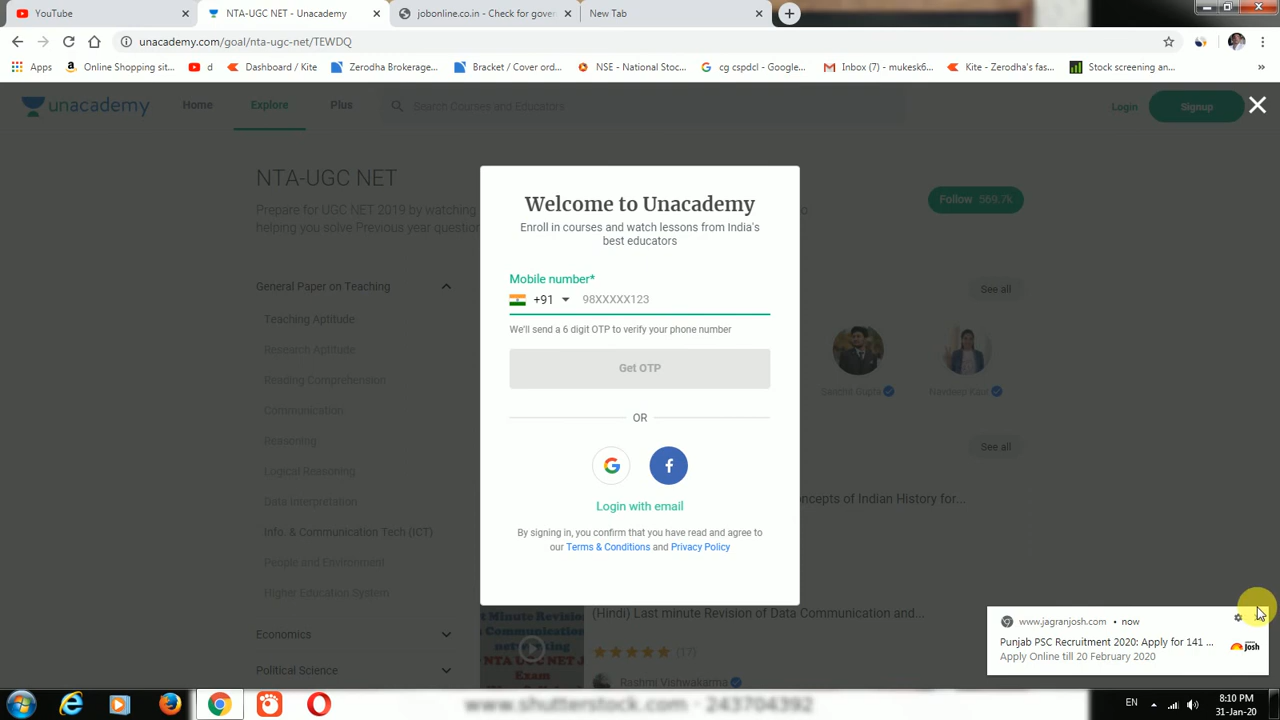 YouTube
NTA-UGC NET - Unacademy
jobonline.co.in - Check for gover
New Tab
unacademy.com/goal/nta-ugc-net/TEWDQ
Apps
Online Shopping sit...
d
Dashboard / Kite
Zerodha Brokerage...
Bracket / Cover ord...
NSE - National Stoc...
cg cspdcl - Google...
Inbox (7) - mukesk6...
Kite - Zerodha's fas...
Stock screening an...
unacademy
Home
Explore
Plus
Search Courses and Educators
Login
Signup
NTA-UGC NET
Prepare for UGC NET 2019 by watching
helping you solve Previous year question
Follow 569.7k
Welcome to Unacademy
Enroll in courses and watch lessons from India's
best educators
Mobile number*
+91 98XXXXX123
We'll send a 6 digit OTP to verify your phone number
Get OTP
OR
Login with email
By signing in, you confirm that you have read and agree to
our Terms & Conditions and Privacy Policy
General Paper on Teaching
Teaching Aptitude
Research Aptitude
Reading Comprehension
Communication
Reasoning
Logical Reasoning
Data Interpretation
Info. & Communication Tech (ICT)
People and Environment
Higher Education System
Economics
Political Science
See all
Gupta
Navdeep Kaur
See all
concepts of Indian History for...
(Hindi) Last minute Revision of Data Communication and...
(17)
Rashmi Vishwakarma
Minute Revision
Communication
networking
NTA NET J
Exam
www.jagranjosh.com • now
Punjab PSC Recruitment 2020: Apply for 141 ...
Apply Online till 20 February 2020
Josh
www.shutterstock.com · 243704392
EN
8:10 PM
31-Jan-20